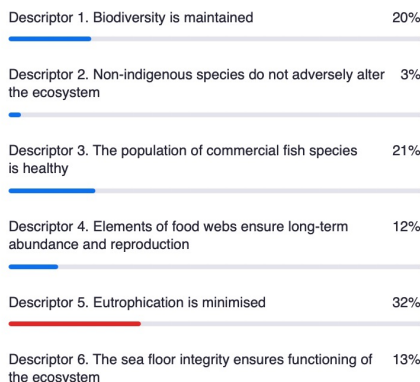 Descriptor 1. Biodiversity is maintained 20%
Descriptor 2. Non-indigenous species do not adversely alter 3%
the ecosystem
Descriptor 3. The population of commercial fish species 21%
is healthy
Descriptor 4. Elements of food webs ensure long-term 12%
abundance and reproduction
Descriptor 5. Eutrophication is minimised 32%
Descriptor 6. The sea floor integrity ensures functioning of 13%
the ecosystem